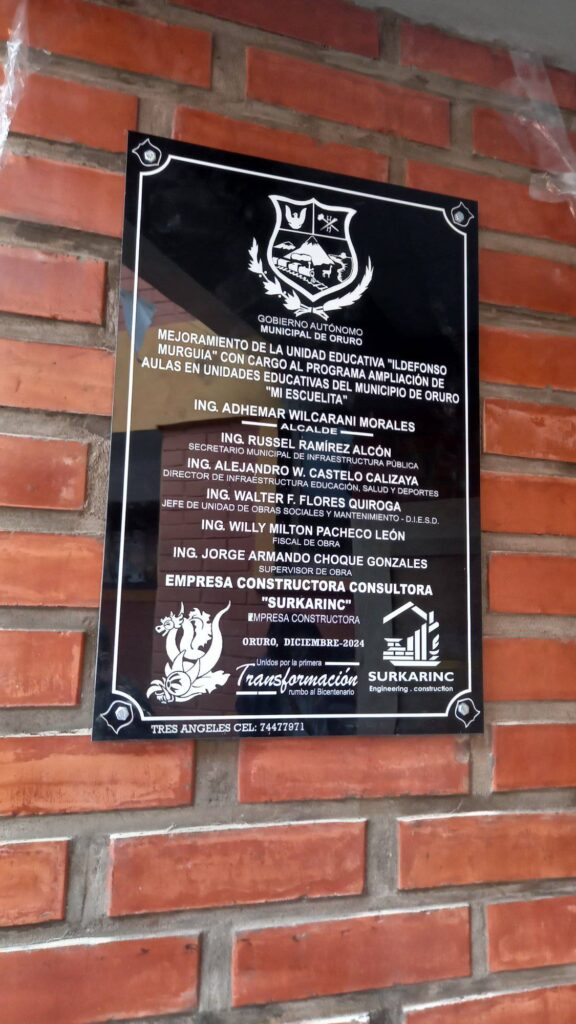 GOBIERNO AUTÓNOMO
MUNICIPAL DE ORURO
MEJORAMIENTO DE LA UNIDAD EDUCATIVA "ILDEFONSO
MURGUIA" CON CARGO AL PROGRAMA AMPLIACIÓN DE
AULAS EN UNIDADES EDUCATIVAS DEL MUNICIPIO DE ORURO
"MI ESCUELITA"
ING. ADHEMAR WILCARANI MORALES
ALCALDE
ING. RUSSEL RAMÍREZ ALCÓN
SECRETARIO MUNICIPAL DE INFRAESTRUCTURA PÚBLICA
ING. ALEJANDRO W. CASTELO CALIZAYA
DIRECTOR DE INFRAESTRUCTURA EDUCACIÓN, SALUD Y DEPORTES
ING. WALTER F. FLORES QUIROGA
JEFE DE UNIDAD DE OBRAS SOCIALES Y MANTENIMIENTO - D.I.E.S.D.
ING. WILLY MILTON PACHECO LEÓN
FISCAL DE OBRA
ING. JORGE ARMANDO CHOQUE GONZALES
SUPERVISOR DE OBRA
EMPRESA CONSTRUCTORA CONSULTORA
"SURKARINC"
EMPRESA CONSTRUCTORA
ORURO, DICIEMBRE-2024
Unidos por la primera
Transformación
rumbo al Bicentenario
SURKARINC
Engineering . construction
TRES ANGELES CEL: 74477971